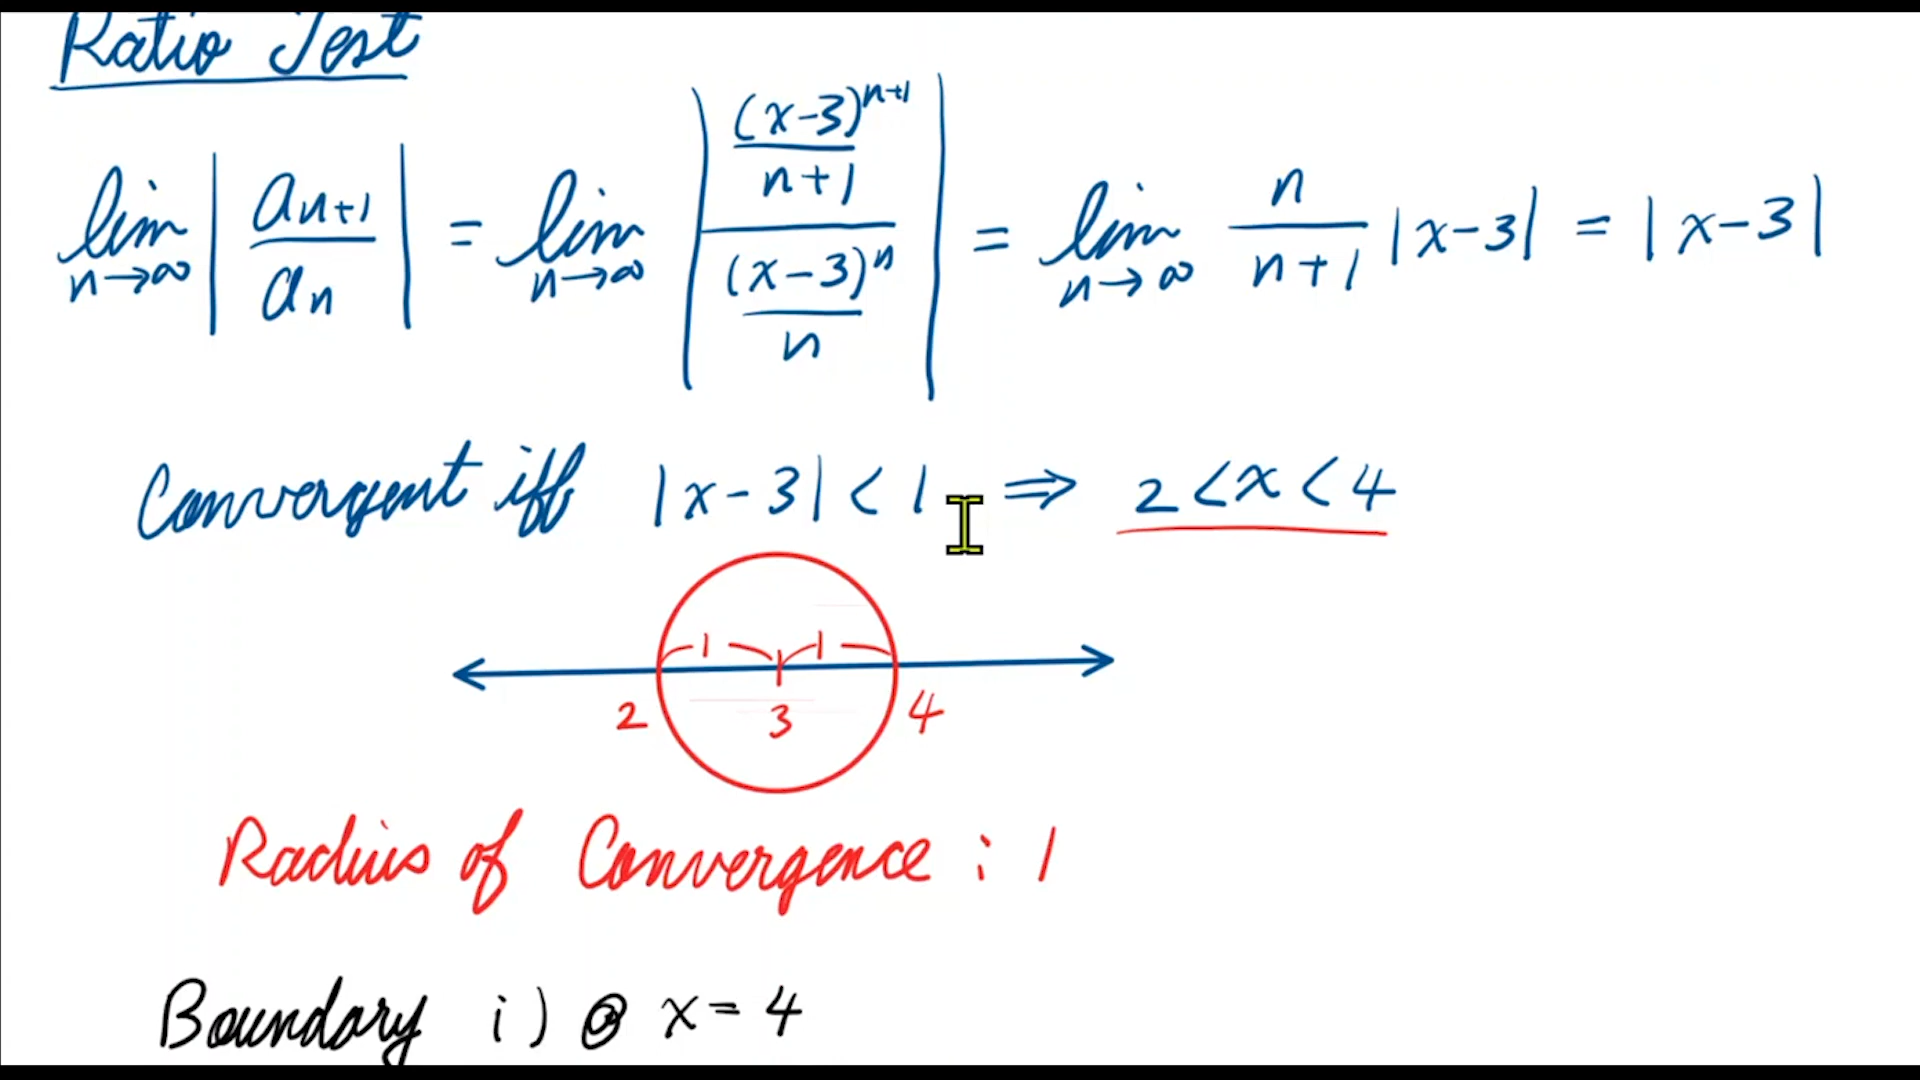 Ratio Test
lim n→∞ | a_{n+1} / a_n | = lim n→∞ | ((x-3)^{n+1} / (n+1)) / ((x-3)^n / n) | = lim n→∞ n/(n+1) |x-3| = |x-3|
Convergent iff |x-3| < 1 ⇒ 2 < x < 4
1 1
2 3 4
Radius of Convergence : 1
Boundary i) @ x = 4